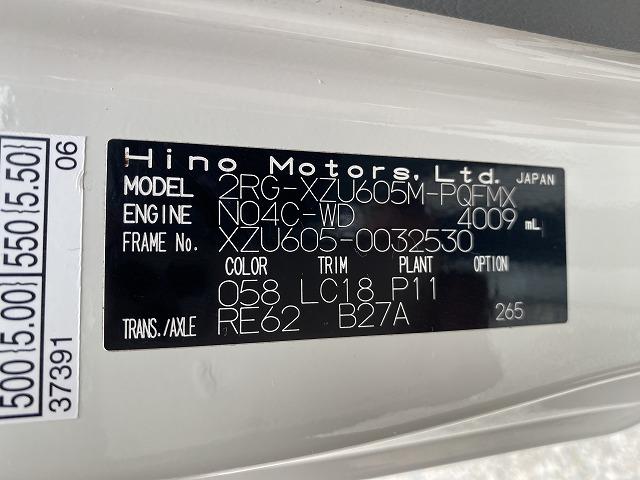 Hino Motors, Ltd. JAPAN
MODEL 2RG-XZU605M-PQFMX
ENGINE N04C-WD 4009 mL
FRAME No. XZU605-0032530
COLOR TRIM PLANT OPTION
058 LC18 P11
TRANS./AXLE RE62 B27A 265
500 (5.00) 550 (5.50)
37391 06